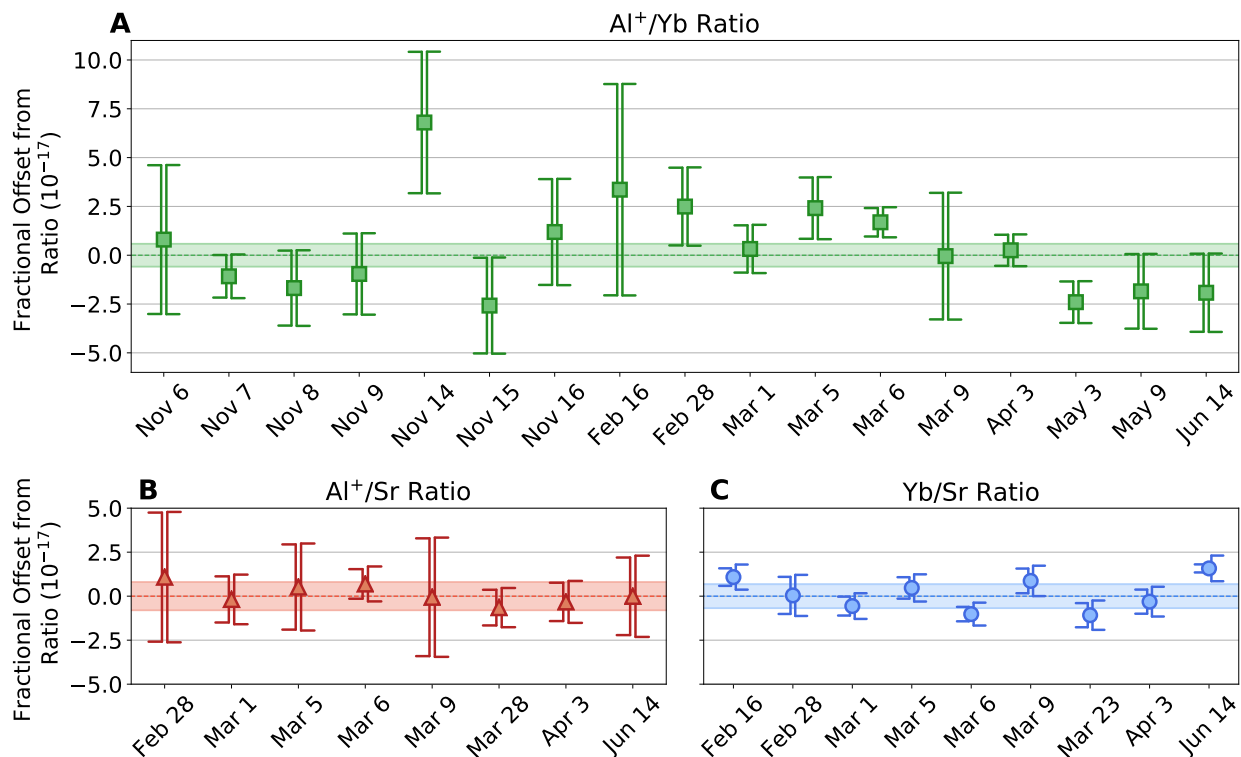 A
Al⁺/Yb Ratio
Fractional Offset from
Ratio (10⁻¹⁷)
10.0
7.5
5.0
2.5
0.0
−2.5
−5.0
Nov 6
Nov 7
Nov 8
Nov 9
Nov 14
Nov 15
Nov 16
Feb 16
Feb 28
Mar 1
Mar 5
Mar 6
Mar 9
Apr 3
May 3
May 9
Jun 14
B
Al⁺/Sr Ratio
Fractional Offset from
Ratio (10⁻¹⁷)
5.0
2.5
0.0
−2.5
−5.0
Feb 28
Mar 1
Mar 5
Mar 6
Mar 9
Mar 28
Apr 3
Jun 14
C
Yb/Sr Ratio
Feb 16
Feb 28
Mar 1
Mar 5
Mar 6
Mar 9
Mar 23
Apr 3
Jun 14